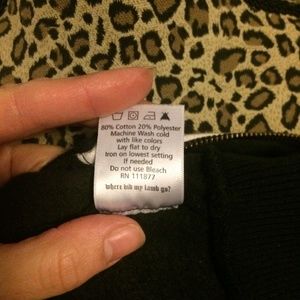 80% Cotton 20% Polyester
Machine Wash cold
with like colors
Lay flat to dry
Iron on lowest setting
If needed
Do not use Bleach
RN 111877
where did my lamb go?